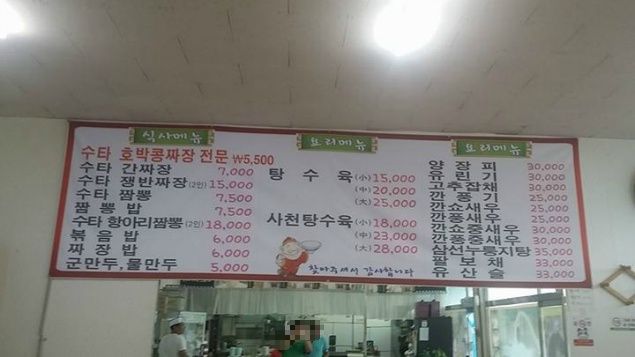 식사메뉴
수타 호박콩짜장 전문 ₩5,500
수타 간짜장 7,000
수타 쟁반짜장 (2인) 15,000
수타 짬뽕 7,500
짬뽕밥 7,500
수타 항아리짬뽕 (2인) 18,000
볶음밥 6,000
짜장밥 6,000
군만두,물만두 5,000
요리메뉴
탕수육 (小) 15,000
(中) 20,000
(大) 25,000
사천탕수육 (小) 18,000
(中) 23,000
(大) 28,000
찾아주셔서 감사합니다
요리메뉴
양장피 30,000
유린기 30,000
고추잡채 30,000
깐풍기 25,000
깐쇼새우 25,000
깐풍새우 25,000
깐쇼중새우 30,000
깐풍중새우 30,000
삼선누룽지탕 35,000
팔보채 33,000
유산슬 33,000